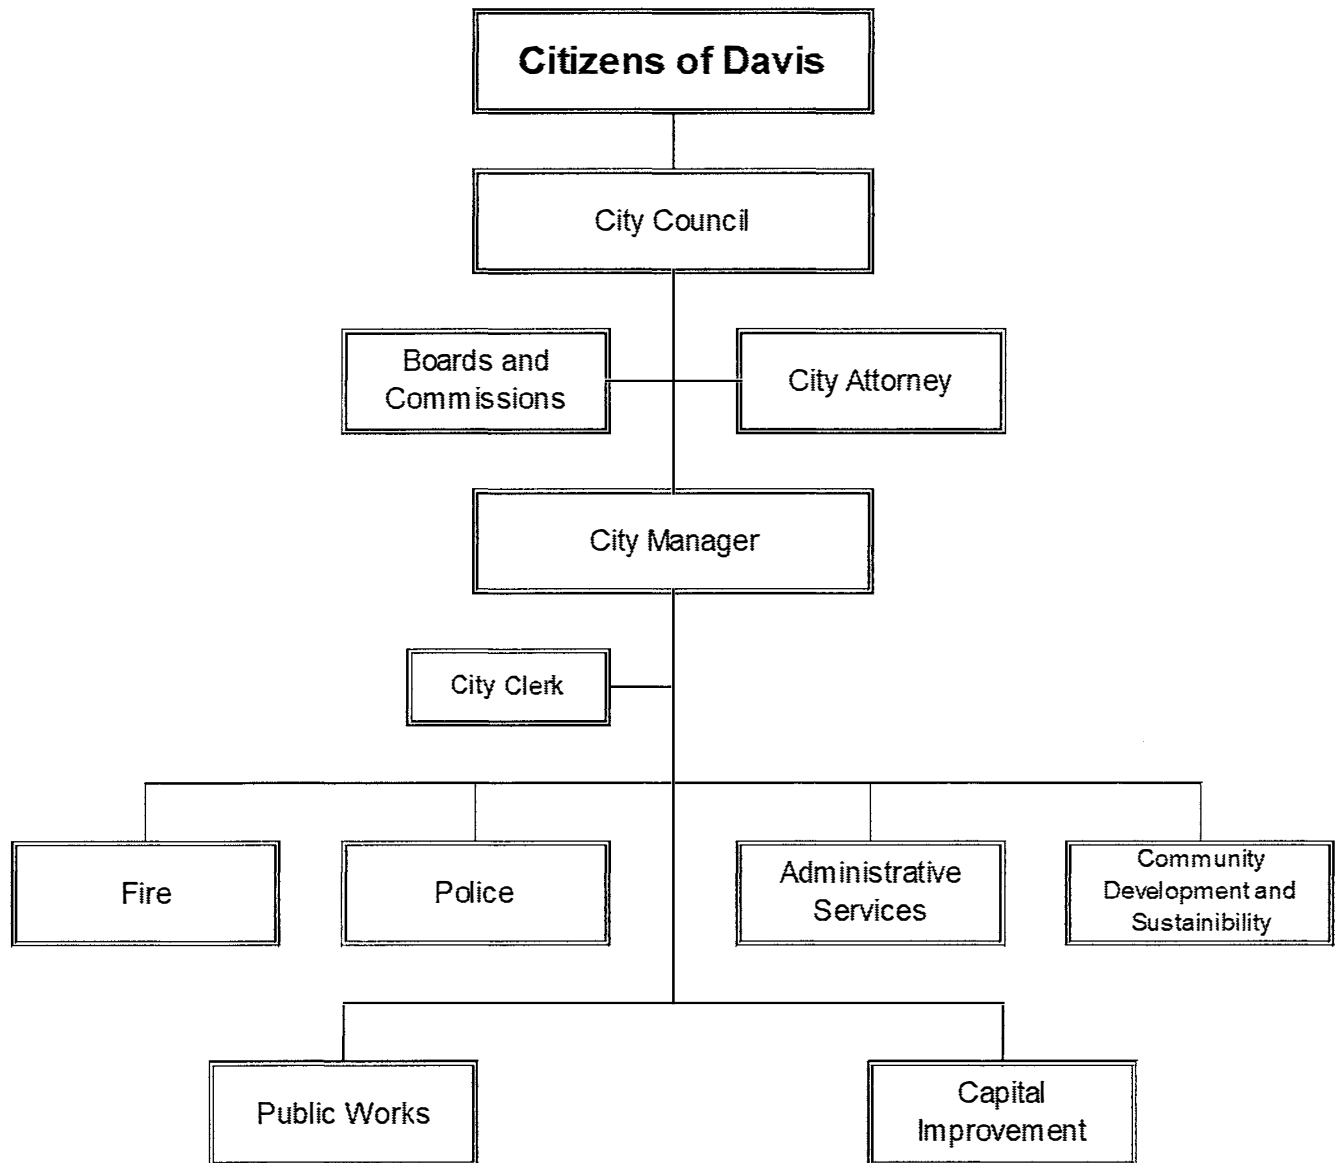 Citizens of Davis
City Council
Boards and
Commissions
City Attorney
City Manager
City Clerk
Fire
Police
Administrative
Services
Community
Development and
Sustainibility
Public Works
Capital
Improvement